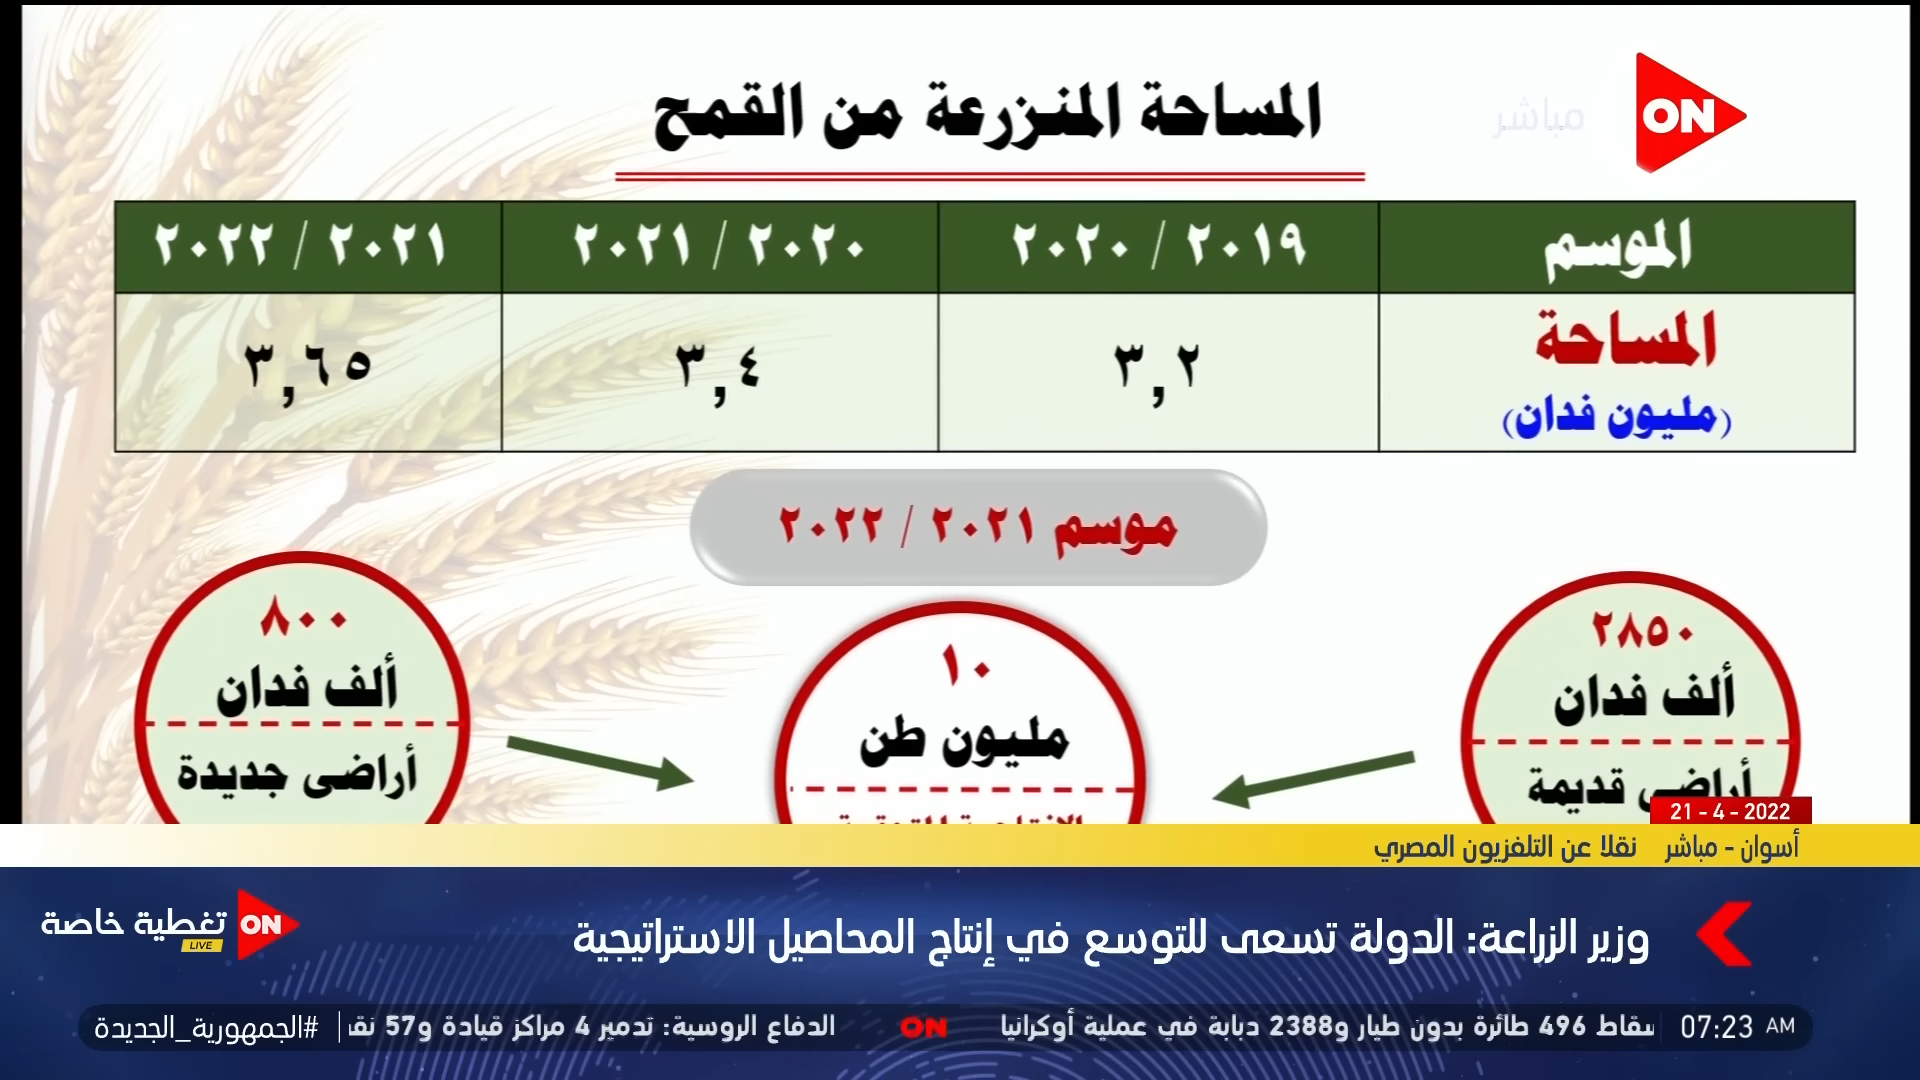 ON
مباشر
المساحة المنزرعة من القمح
الموسم
٢٠١٩ / ٢٠٢٠
٢٠٢٠ / ٢٠٢١
٢٠٢١ / ٢٠٢٢
المساحة
(مليون فدان)
٣,٢
٣,٤
٣,٦٥
موسم ٢٠٢١ / ٢٠٢٢
٢٨٥٠
ألف فدان
أراضى قديمة
١٠
مليون طن
٨٠٠
ألف فدان
أراضى جديدة
21 - 4 - 2022
أسوان - مباشر نقلا عن التلفزيون المصري
وزير الزراعة: الدولة تسعى للتوسع في إنتاج المحاصيل الاستراتيجية
ON تغطية خاصة
LIVE
07:23 AM
496 طائرة بدون طيار و2388 دبابة في عملية أوكرانيا ON الدفاع الروسية: تدمير 4 مراكز قيادة و57
#الجمهورية_الجديدة